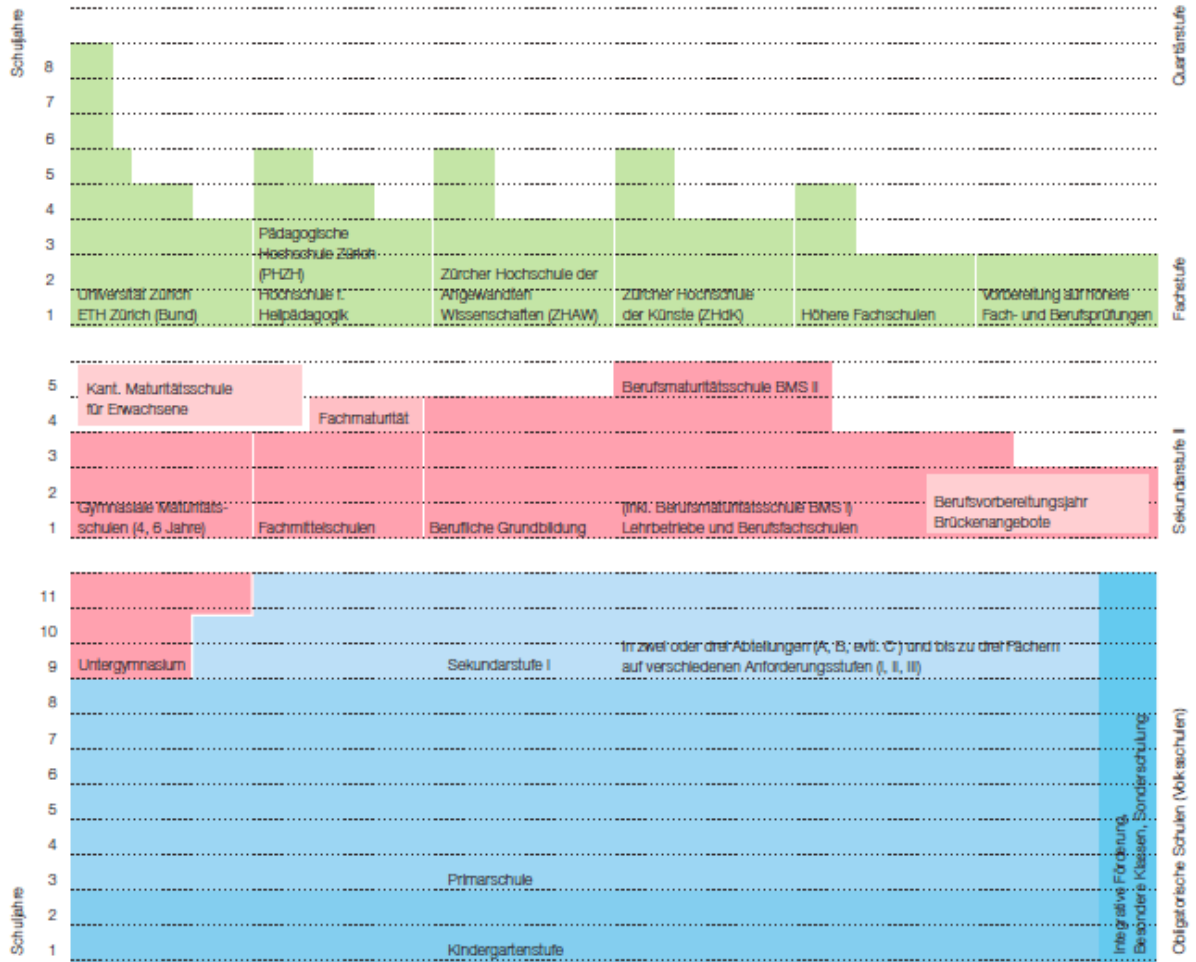 Schuljahre
Quartärstufe
8
7
6
5
4
3
2
1
Universität Zürich
ETH Zürich (Bund)
Pädagogische
Hochschule Zürich
(PHZH)
Hochschule f.
Heilpädagogik
Zürcher Hochschule der
Angewandten
Wissenschaften (ZHAW)
Zürcher Hochschule
der Künste (ZHdK)
Höhere Fachschulen
Vorbereitung auf höhere
Fach- und Berufsprüfungen
Fachstufe
5
4
3
2
1
Kant. Maturitätsschule
für Erwachsene
Fachmaturität
Berufsmaturitätsschule BMS II
Gymnasiale Maturitäts-
schulen (4, 6 Jahre)
Fachmittelschulen
Berufliche Grundbildung
(inkl. Berufsmaturitätsschule BMS I)
Lehrbetriebe und Berufsfachschulen
Berufsvorbereitungsjahr
Brückenangebote
Sekundarstufe II
11
10
9
8
7
6
5
4
3
2
1
Untergymnasium
Sekundarstufe I
In zwei oder drei Abteilungen (A, B, evtl. C ) und bis zu drei Fächern
auf verschiedenen Anforderungsstufen (I, II, III)
Primarschule
Kindergartenstufe
Integrative Förderung,
Besondere Klassen, Sonderschulung
Obligatorische Schulen (Volksschulen)
Schuljahre